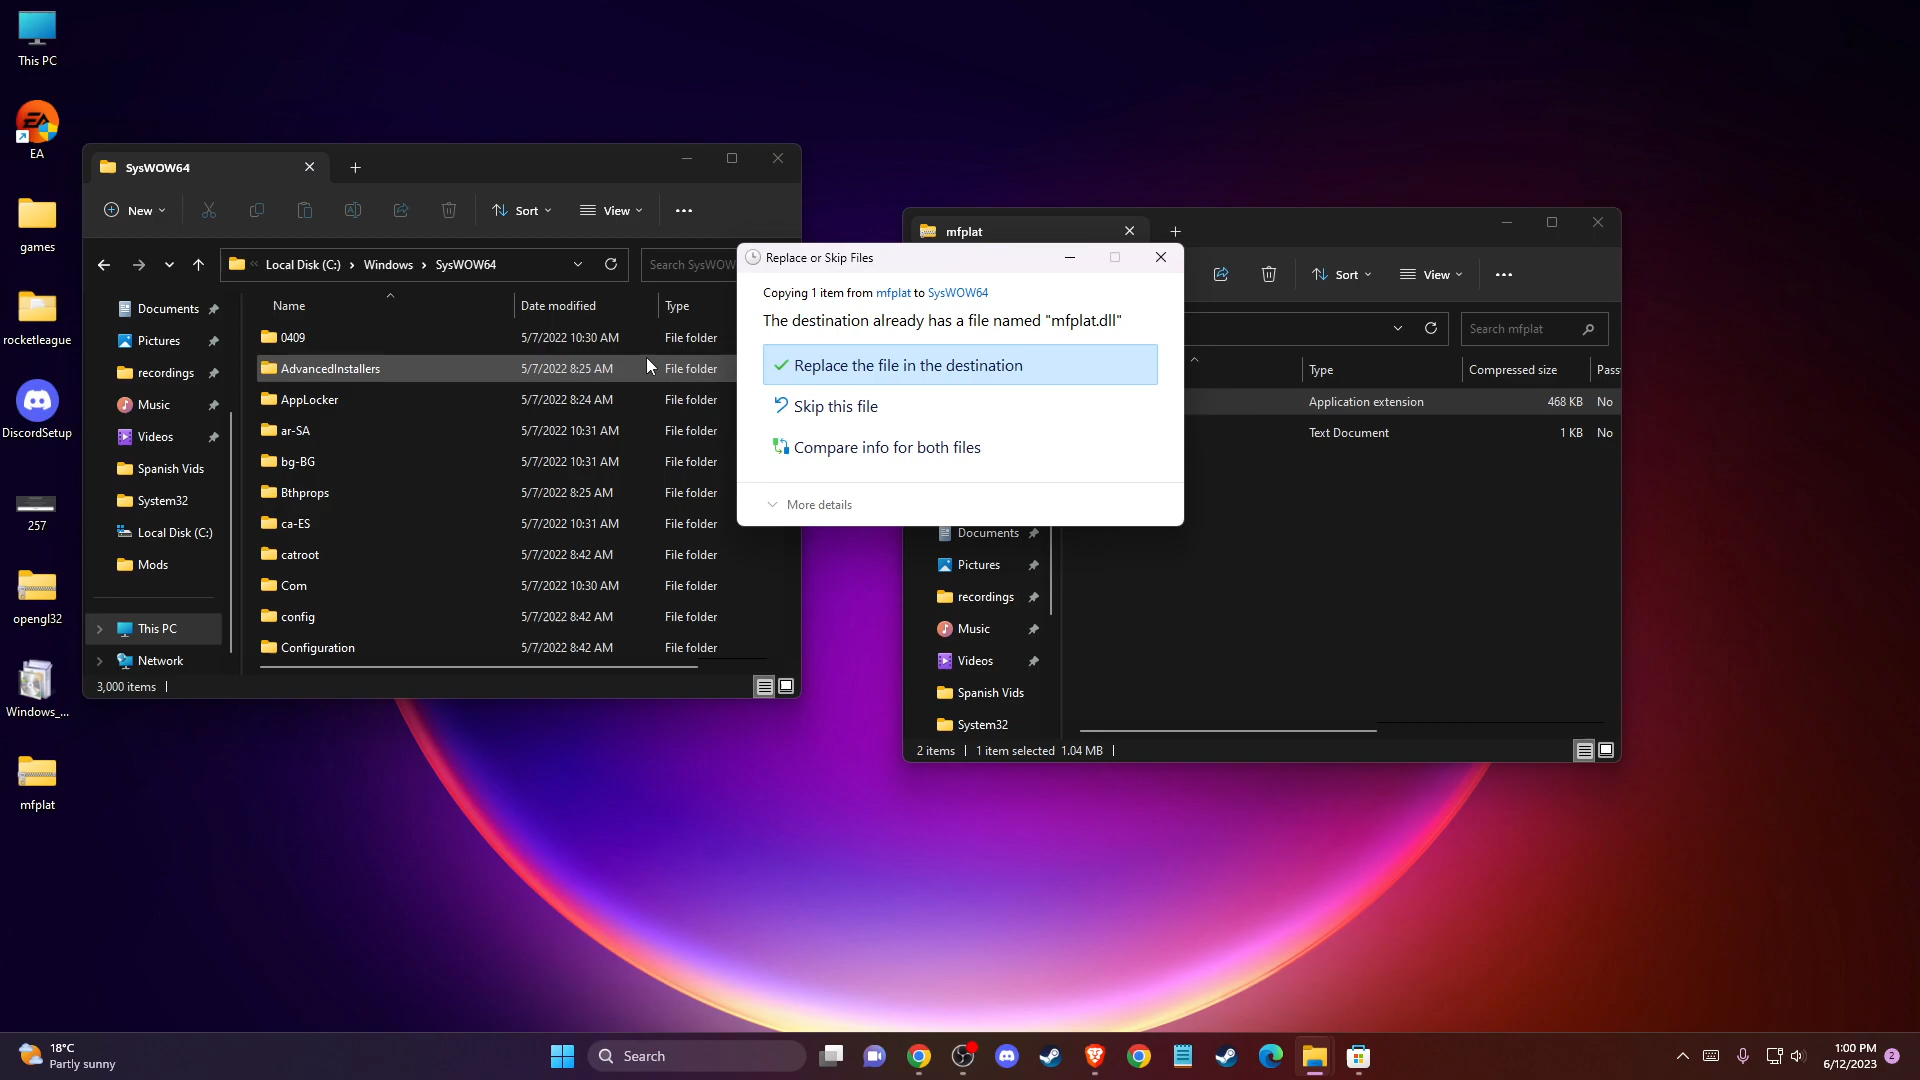 This PC
EA
EA
games
rocketleague
DiscordSetup
257
opengl32
Windows_...
mfplat
SysWOW64
New
Sort
View
Local Disk (C:) › Windows › SysWOW64
Search SysWOW
Documents
Pictures
recordings
Music
Videos
Spanish Vids
System32
Local Disk (C:)
Mods
This PC
Network
Name Date modified Type
0409 5/7/2022 10:30 AM File folder
AdvancedInstallers 5/7/2022 8:25 AM File folder
AppLocker 5/7/2022 8:24 AM File folder
ar-SA 5/7/2022 10:31 AM File folder
bg-BG 5/7/2022 10:31 AM File folder
Bthprops 5/7/2022 8:25 AM File folder
ca-ES 5/7/2022 10:31 AM File folder
catroot 5/7/2022 8:42 AM File folder
Com 5/7/2022 10:30 AM File folder
config 5/7/2022 8:42 AM File folder
Configuration 5/7/2022 8:42 AM File folder
3,000 items
Replace or Skip Files
Copying 1 item from mfplat to SysWOW64
The destination already has a file named "mfplat.dll"
Replace the file in the destination
Skip this file
Compare info for both files
More details
mfplat
Sort
View
Search mfplat
Type Compressed size Pass
Application extension 468 KB No
Text Document 1 KB No
Documents
Pictures
recordings
Music
Videos
Spanish Vids
System32
2 items 1 item selected 1.04 MB
18°C
Partly sunny
Search
1:00 PM
6/12/2023
2